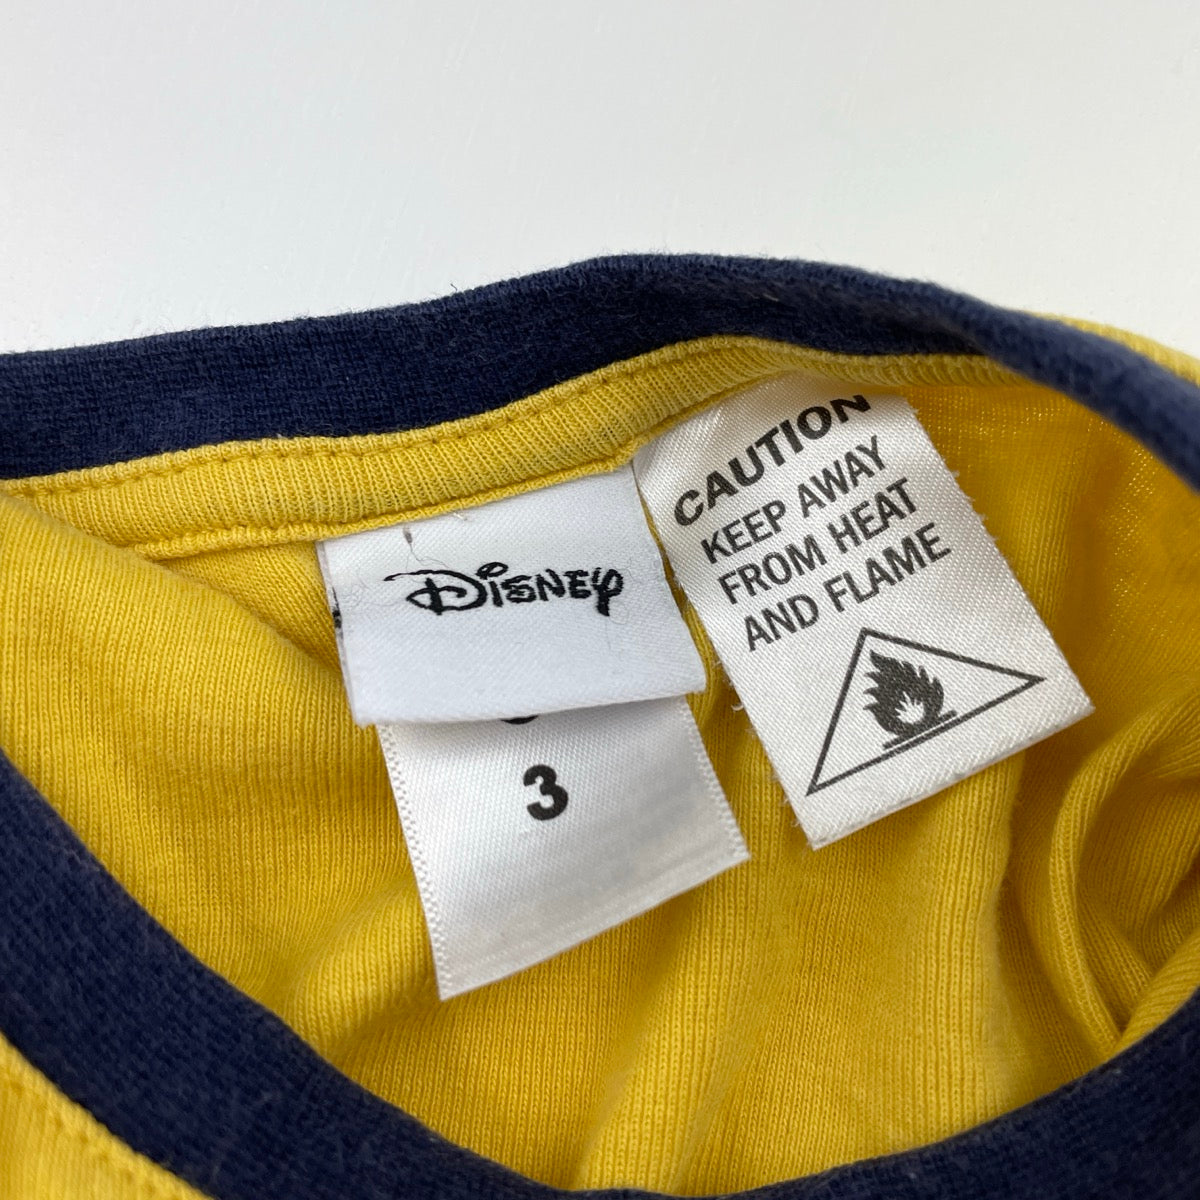 Disney
3
CAUTION
KEEP AWAY
FROM HEAT
AND FLAME